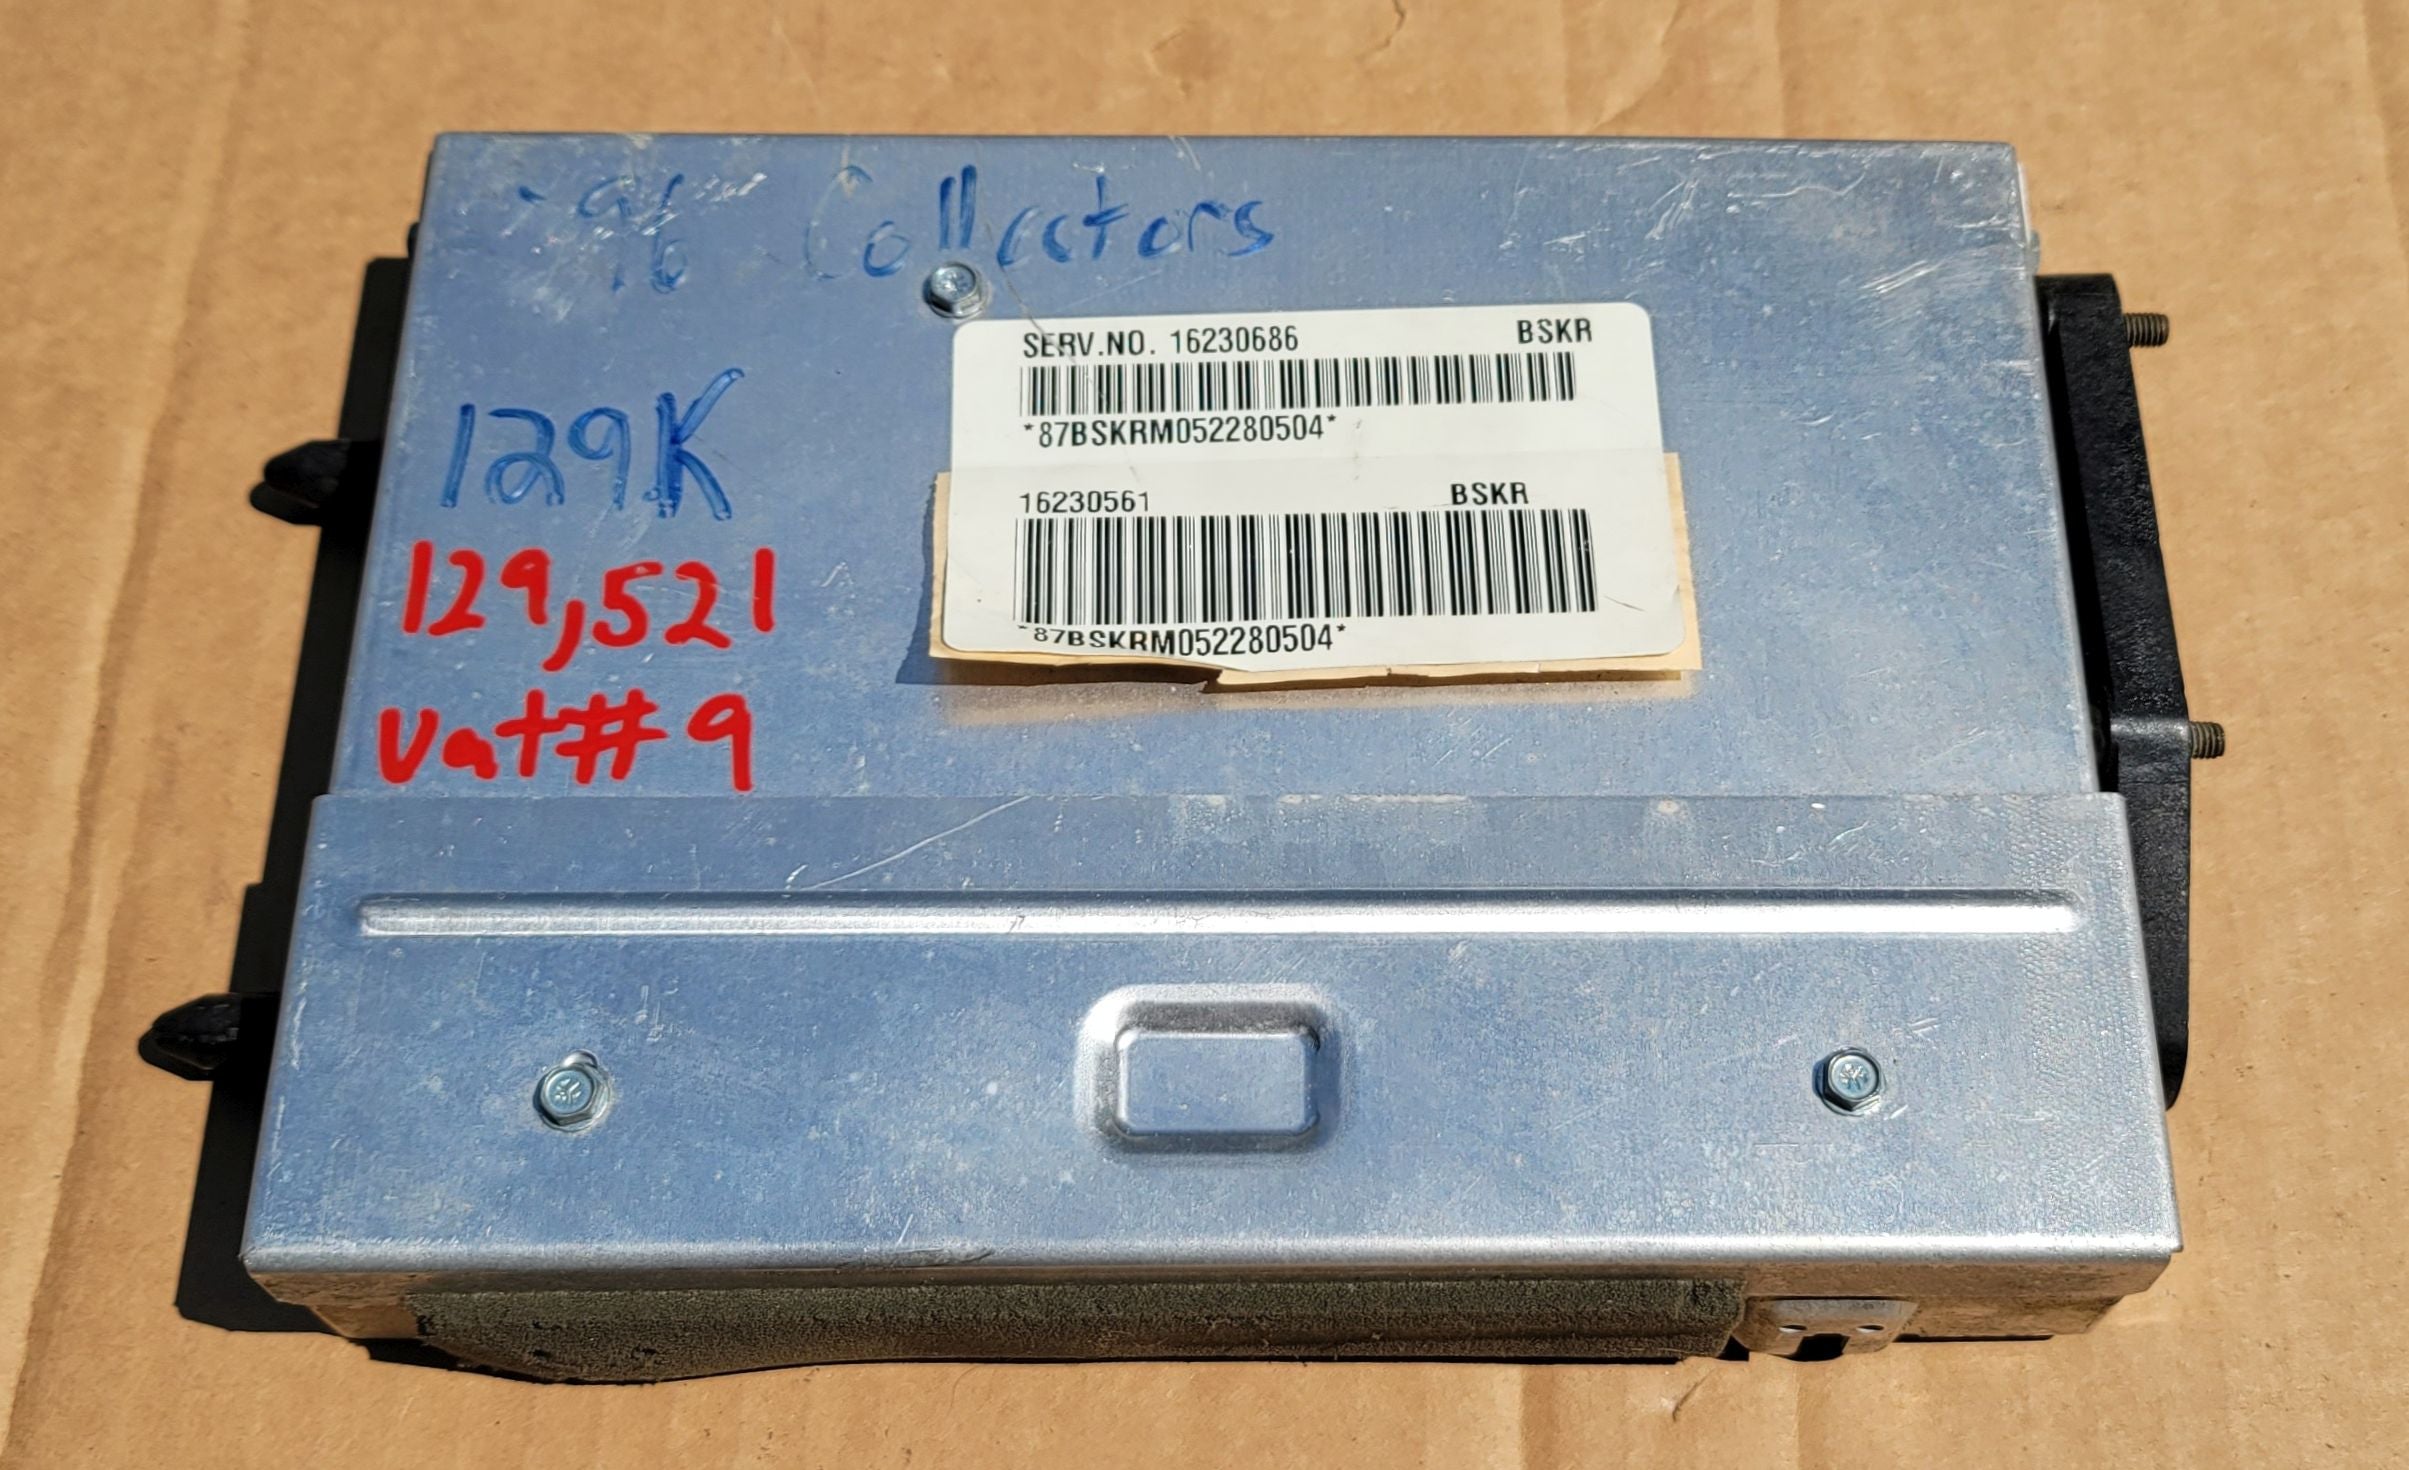 '96 Collectors
129K
129,521
Vat#9
SERV.NO. 16230686 BSKR
*87BSKRM052280504*
16230561 BSKR
*87BSKRM052280504*